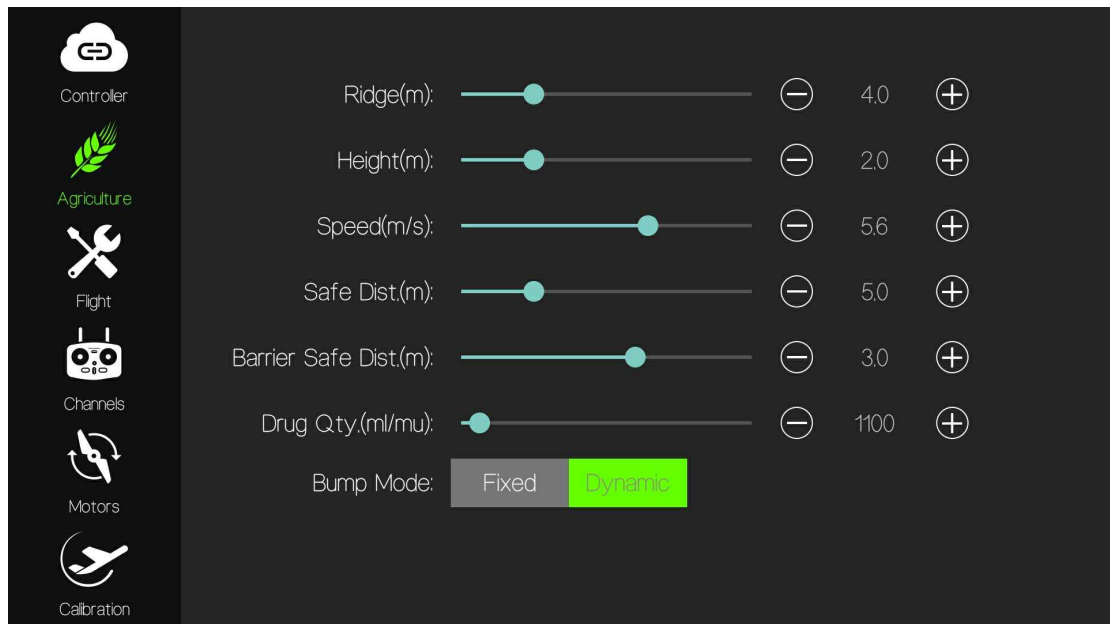 Controller
Agriculture
Flight
Channels
Motors
Calibration
Ridge(m): 4.0
Height(m): 2.0
Speed(m/s): 5.6
Safe Dist.(m): 5.0
Barrier Safe Dist.(m): 3.0
Drug Qty.(ml/mu): 1100
Bump Mode: Fixed Dynamic